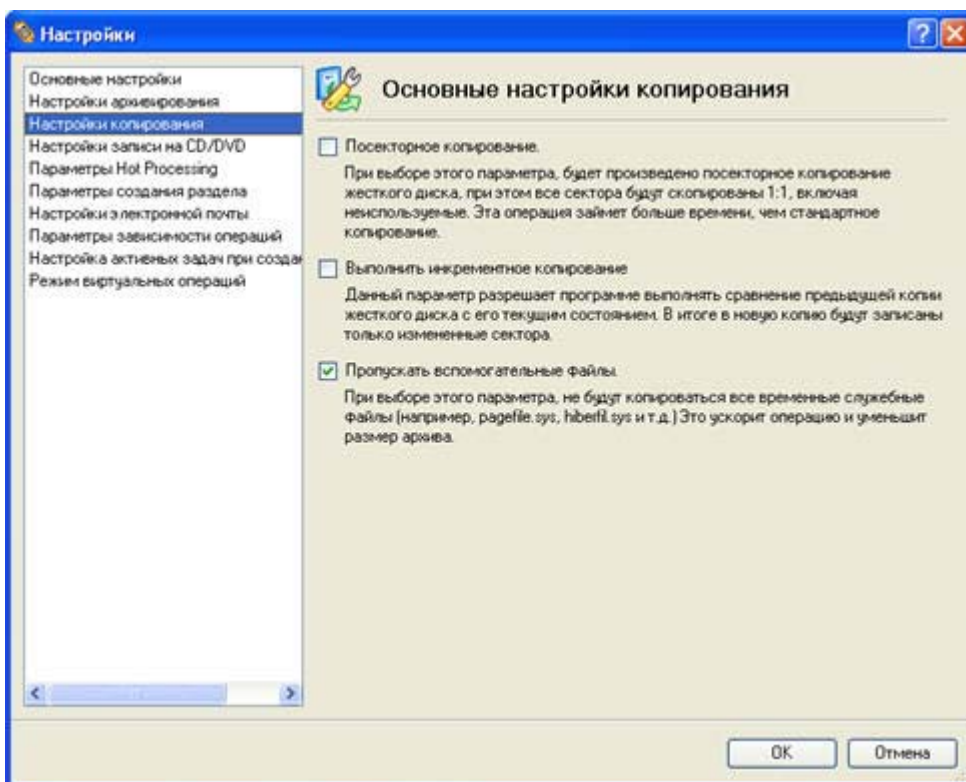 Настройки
Основные настройки
Настройки архивирования
Настройки копирования
Настройки записи на CD/DVD
Параметры Hot Processing
Параметры создания раздела
Настройки электронной почты
Параметры зависимости операций
Настройка активных задач при созда
Режим виртуальных операций
Основные настройки копирования
Посекторное копирование.
При выборе этого параметра, будет произведено посекторное копирование
жесткого диска, при этом все сектора будут скопированы 1:1, включая
неиспользуемые. Эта операция займет больше времени, чем стандартное
копирование.
Выполнить инкрементное копирование
Данный параметр разрешает программе выполнять сравнение предыдущей копии
жесткого диска с его текущим состоянием. В итоге в новую копию будут записаны
только измененные сектора.
Пропускать вспомогательные файлы.
При выборе этого параметра, не будут копироваться все временные служебные
файлы (например, pagefile.sys, hiberfil.sys и т.д.) Это ускорит операцию и уменьшит
размер архива.
OK
Отмена